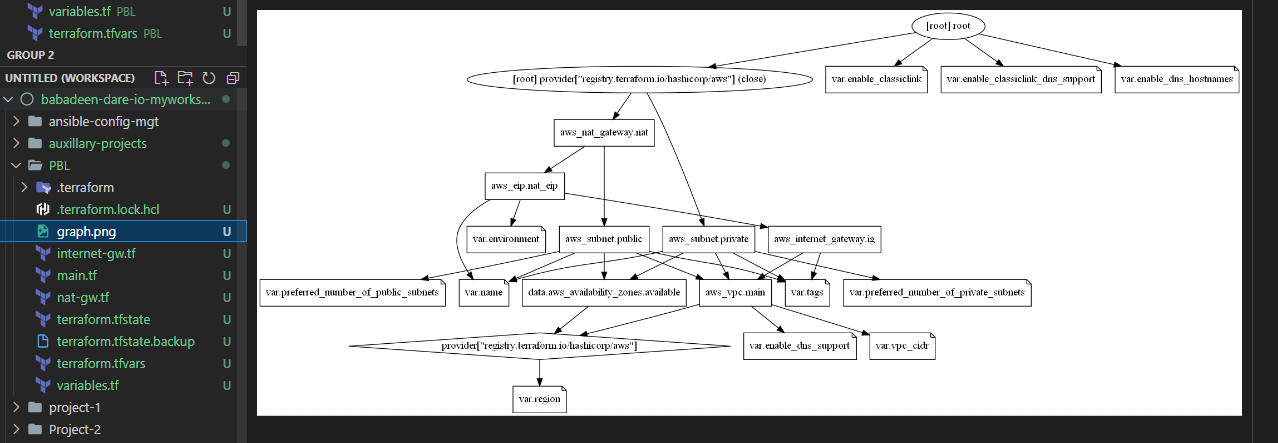 variables.tf PBL U
terraform.tfvars PBL U
GROUP 2
UNTITLED (WORKSPACE)
babadeen-dare-io-myworks...
ansible-config-mgt
auxillary-projects
PBL
.terraform
.terraform.lock.hcl U
graph.png U
internet-gw.tf U
main.tf U
nat-gw.tf U
terraform.tfstate U
terraform.tfstate.backup U
terraform.tfvars U
variables.tf U
project-1
Project-2
[root] root
[root] provider["registry.terraform.io/hashicorp/aws"] (close)
var.enable_classiclink
var.enable_classiclink_dns_support
var.enable_dns_hostnames
aws_nat_gateway.nat
aws_eip.nat_eip
var.environment
aws_subnet.public
aws_subnet.private
aws_internet_gateway.ig
var.preferred_number_of_public_subnets
var.name
data.aws_availability_zones.available
aws_vpc.main
var.tags
var.preferred_number_of_private_subnets
provider["registry.terraform.io/hashicorp/aws"]
var.enable_dns_support
var.vpc_cidr
var.region